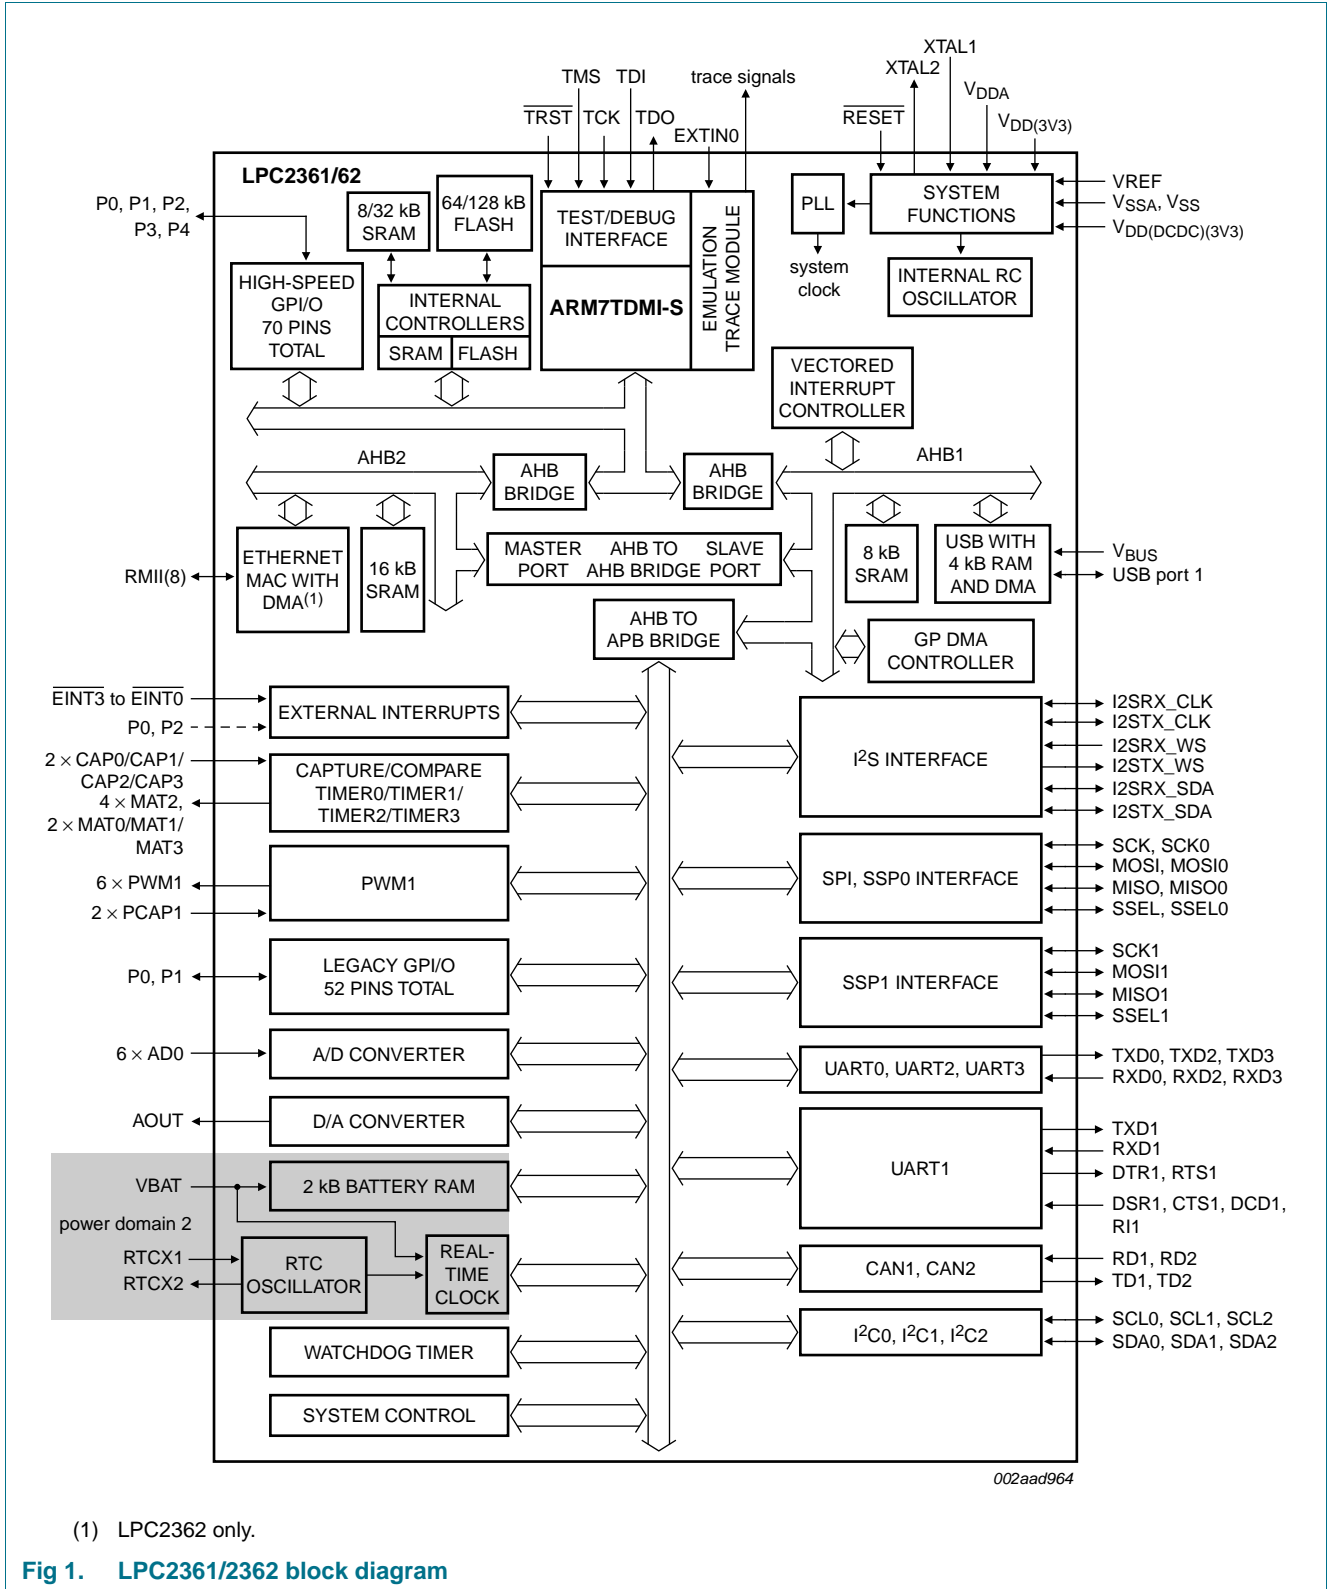 XTAL1
XTAL2
TMS TDI
trace signals
VDDA
TRST TCK TDO
RESET
VDD(3V3)
EXTIN0
LPC2361/62
P0, P1, P2,
P3, P4
8/32 kB
SRAM
64/128 kB
FLASH
TEST/DEBUG
INTERFACE
EMULATION
TRACE MODULE
PLL
SYSTEM
FUNCTIONS
VREF
VSSA, VSS
VDD(DCDC)(3V3)
system
clock
HIGH-SPEED
GPI/O
70 PINS
TOTAL
INTERNAL
CONTROLLERS
SRAM FLASH
ARM7TDMI-S
INTERNAL RC
OSCILLATOR
VECTORED
INTERRUPT
CONTROLLER
AHB2
AHB
BRIDGE
AHB
BRIDGE
AHB1
ETHERNET
MAC WITH
DMA(1)
16 kB
SRAM
MASTER AHB TO SLAVE
PORT AHB BRIDGE PORT
8 kB
SRAM
USB WITH
4 kB RAM
AND DMA
VBUS
USB port 1
RMII(8)
AHB TO
APB BRIDGE
GP DMA
CONTROLLER
EINT3 to EINT0
P0, P2
EXTERNAL INTERRUPTS
2 × CAP0/CAP1/
CAP2/CAP3
4 × MAT2,
2 × MAT0/MAT1/
MAT3
CAPTURE/COMPARE
TIMER0/TIMER1/
TIMER2/TIMER3
6 × PWM1
2 × PCAP1
PWM1
P0, P1
LEGACY GPI/O
52 PINS TOTAL
6 × AD0
A/D CONVERTER
AOUT
D/A CONVERTER
VBAT
2 kB BATTERY RAM
power domain 2
RTCX1
RTCX2
RTC
OSCILLATOR
REAL-
TIME
CLOCK
WATCHDOG TIMER
SYSTEM CONTROL
I2S INTERFACE
I2SRX_CLK
I2STX_CLK
I2SRX_WS
I2STX_WS
I2SRX_SDA
I2STX_SDA
SPI, SSP0 INTERFACE
SCK, SCK0
MOSI, MOSI0
MISO, MISO0
SSEL, SSEL0
SSP1 INTERFACE
SCK1
MOSI1
MISO1
SSEL1
UART0, UART2, UART3
TXD0, TXD2, TXD3
RXD0, RXD2, RXD3
UART1
TXD1
RXD1
DTR1, RTS1
DSR1, CTS1, DCD1,
RI1
CAN1, CAN2
RD1, RD2
TD1, TD2
I2C0, I2C1, I2C2
SCL0, SCL1, SCL2
SDA0, SDA1, SDA2
002aad964
(1) LPC2362 only.
Fig 1. LPC2361/2362 block diagram